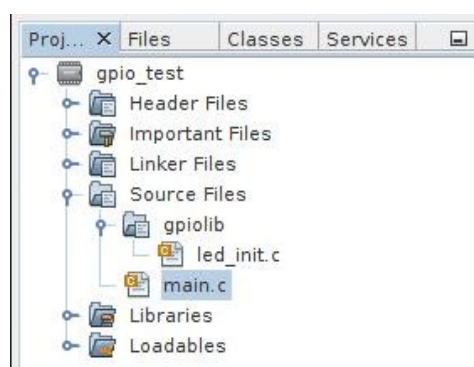 Proj... X Files Classes Services
gpio_test
Header Files
Important Files
Linker Files
Source Files
gpiolib
led_init.c
main.c
Libraries
Loadables